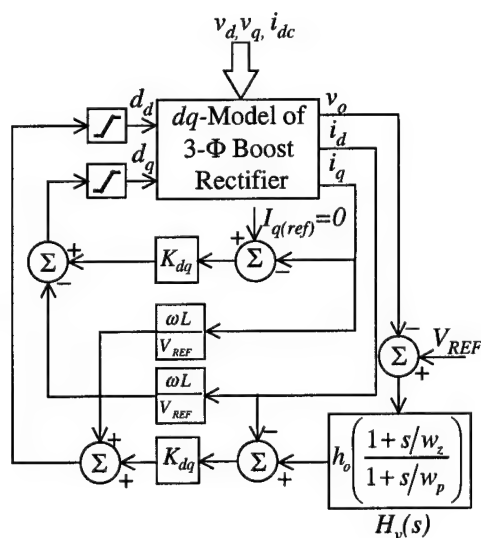 v_d, v_q, i_dc
d_d
d_q
dq-Model of
3-Φ Boost
Rectifier
v_o
i_d
i_q
I_q(ref)=0
+
Σ
−
K_dq
+
Σ
−
ωL
V_REF
ωL
V_REF
−
Σ
+
V_REF
+
Σ
+
K_dq
−
Σ
+
h_o ( 1 + s/w_z
1 + s/w_p )
H_v(s)